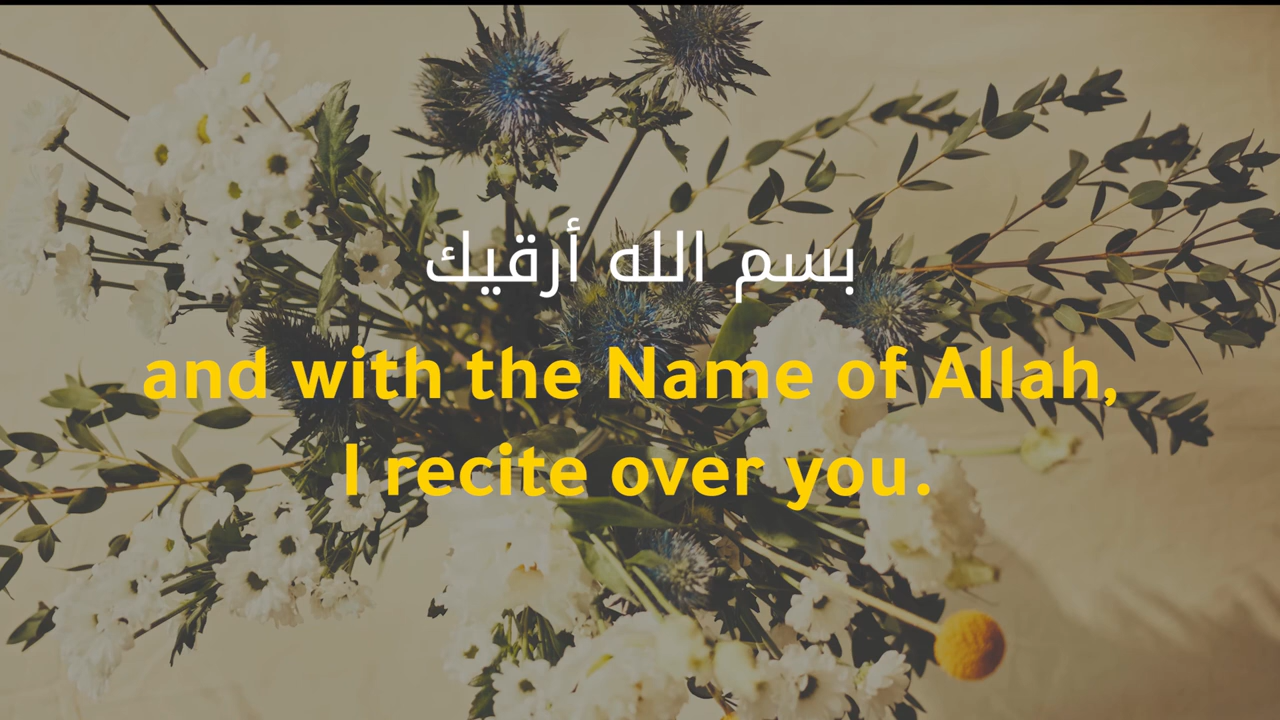 بسم الله أرقيك
and with the Name of Allah,
I recite over you.